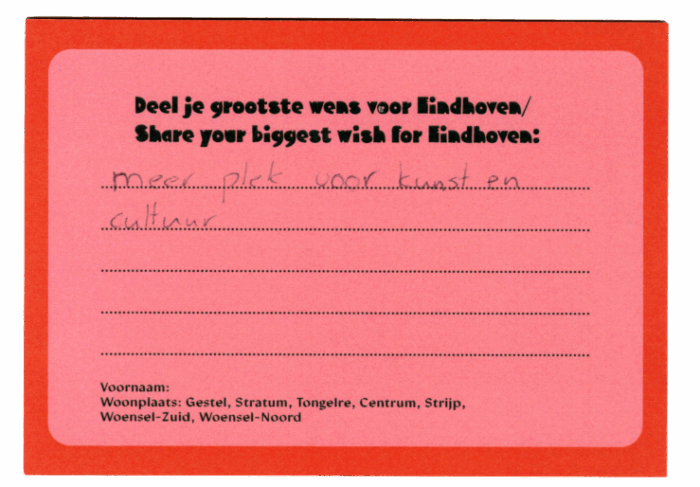 Deel je grootste wens voor Eindhoven/
Share your biggest wish for Eindhoven:
meer plek voor kunst en
cultuur
Voornaam:
Woonplaats: Gestel, Stratum, Tongelre, Centrum, Strijp,
Woensel-Zuid, Woensel-Noord